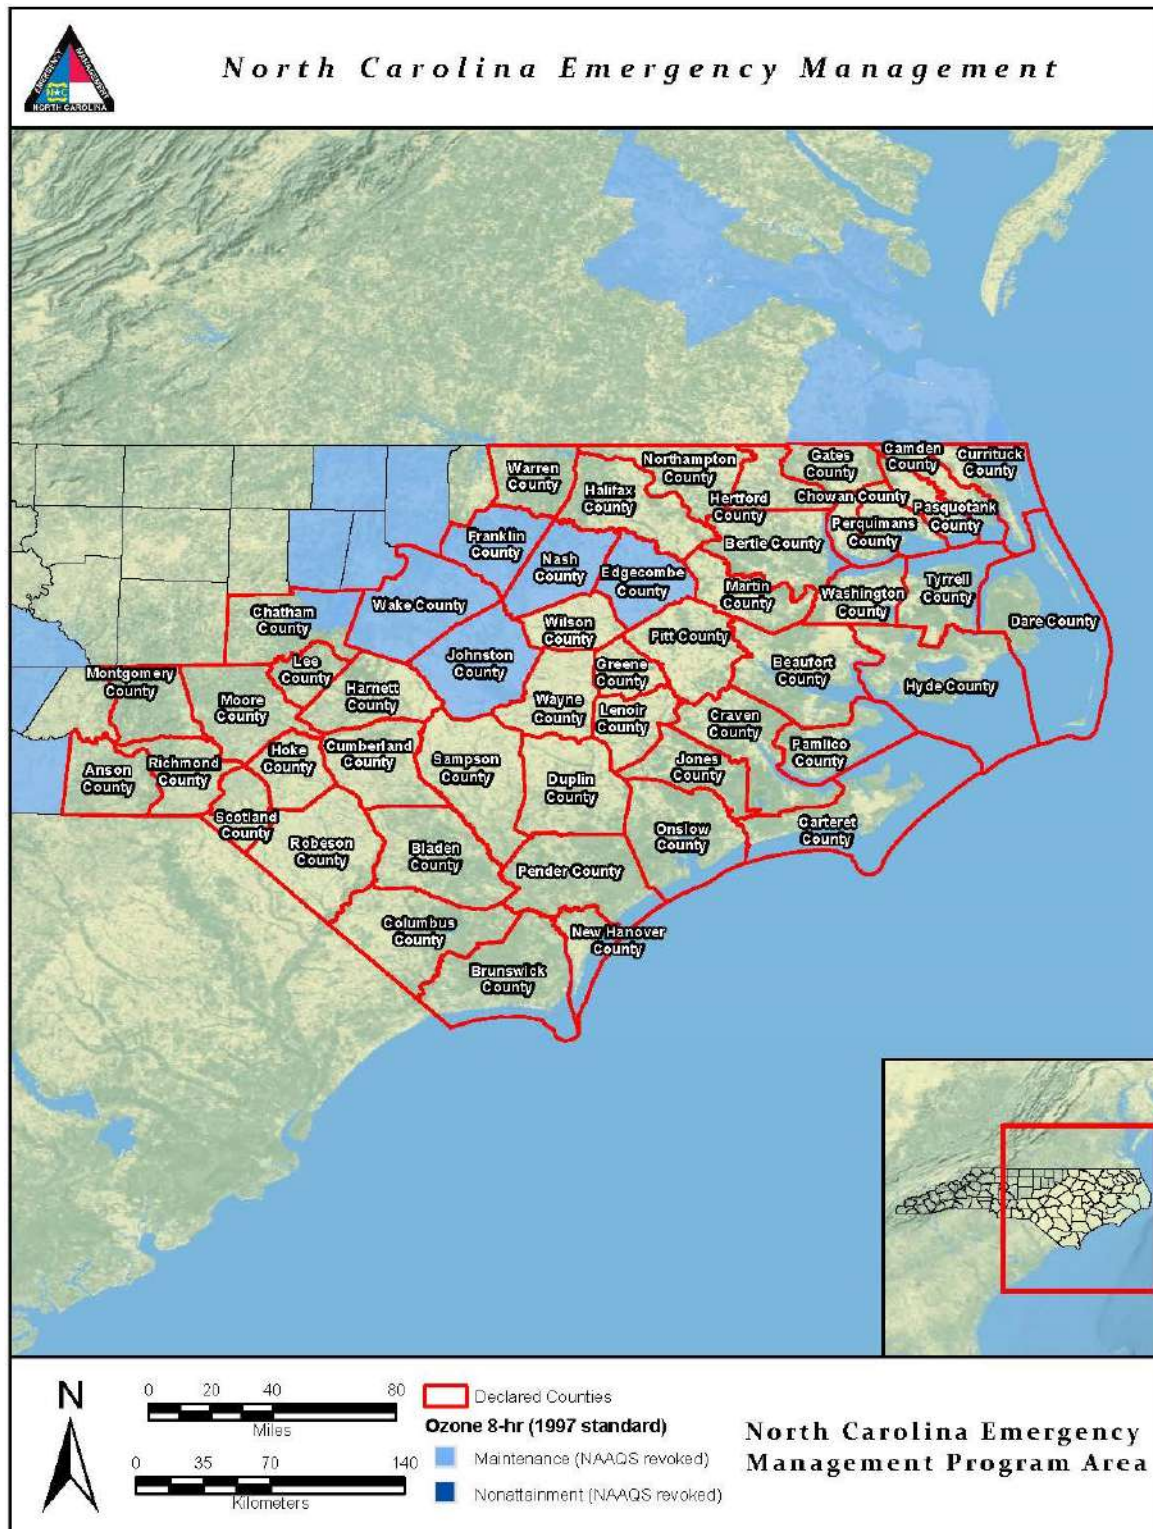 EMERGENCY
MANAGEMENT
NC
NORTH CAROLINA
North Carolina Emergency Management
Warren
County
Northampton
County
Gates
County
Camden
County
Currituck
County
Halifax
County
Hertford
County
Chowan County
Pasquotank
County
Franklin
County
Perquimans
County
Nash
County
Bertie County
Edgecombe
County
Martin
County
Washington
County
Tyrrell
County
Chatham
County
Wake County
Wilson
County
Pitt County
Dare County
Johnston
County
Montgomery
County
Lee
County
Harnett
County
Greene
County
Beaufort
County
Hyde County
Moore
County
Wayne
County
Lenoir
County
Craven
County
Pamlico
County
Anson
County
Richmond
County
Hoke
County
Cumberland
County
Sampson
County
Duplin
County
Jones
County
Scotland
County
Robeson
County
Bladen
County
Onslow
County
Carteret
County
Pender County
Columbus
County
New Hanover
County
Brunswick
County
N
0 20 40 80
Miles
0 35 70 140
Kilometers
Declared Counties
Ozone 8-hr (1997 standard)
Maintenance (NAAQS revoked)
Nonattainment (NAAQS revoked)
North Carolina Emergency
Management Program Area